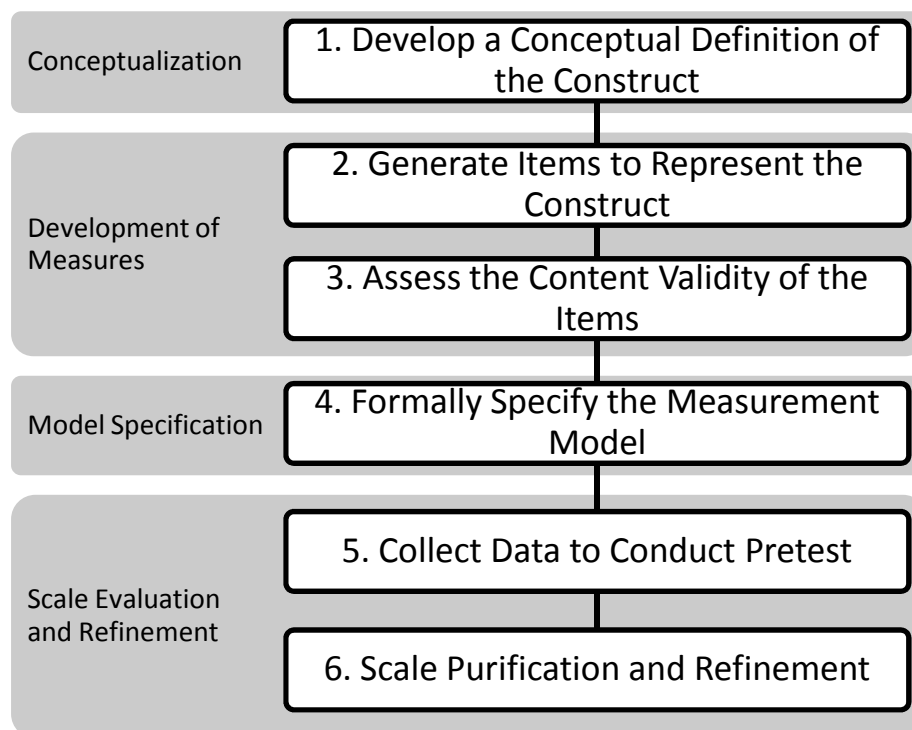 Conceptualization
1. Develop a Conceptual Definition of
the Construct
Development of
Measures
2. Generate Items to Represent the
Construct
3. Assess the Content Validity of the
Items
Model Specification
4. Formally Specify the Measurement
Model
Scale Evaluation
and Refinement
5. Collect Data to Conduct Pretest
6. Scale Purification and Refinement